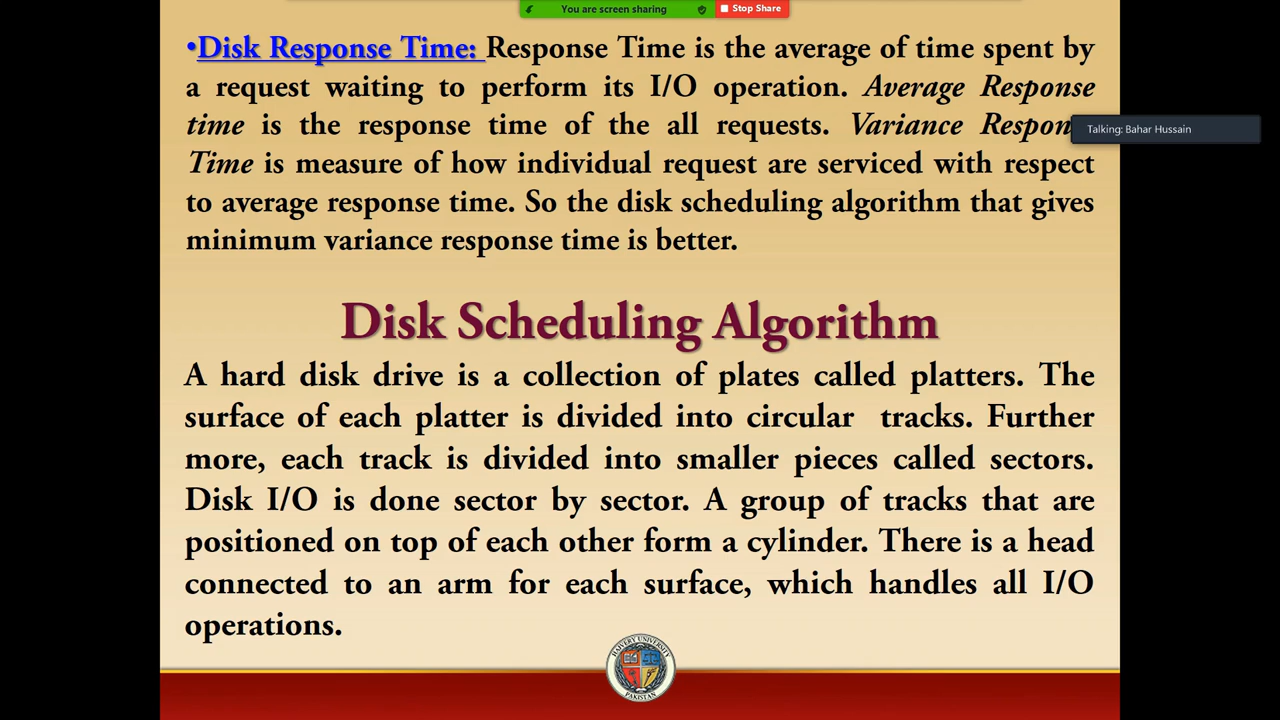 You are screen sharing
Stop Share
•Disk Response Time: Response Time is the average of time spent by
a request waiting to perform its I/O operation. Average Response
time is the response time of the all requests. Variance Respon
Talking: Bahar Hussain
Time is measure of how individual request are serviced with respect
to average response time. So the disk scheduling algorithm that gives
minimum variance response time is better.
Disk Scheduling Algorithm
A hard disk drive is a collection of plates called platters. The
surface of each platter is divided into circular tracks. Further
more, each track is divided into smaller pieces called sectors.
Disk I/O is done sector by sector. A group of tracks that are
positioned on top of each other form a cylinder. There is a head
connected to an arm for each surface, which handles all I/O
operations.
UNIVERSITY
PAKISTAN